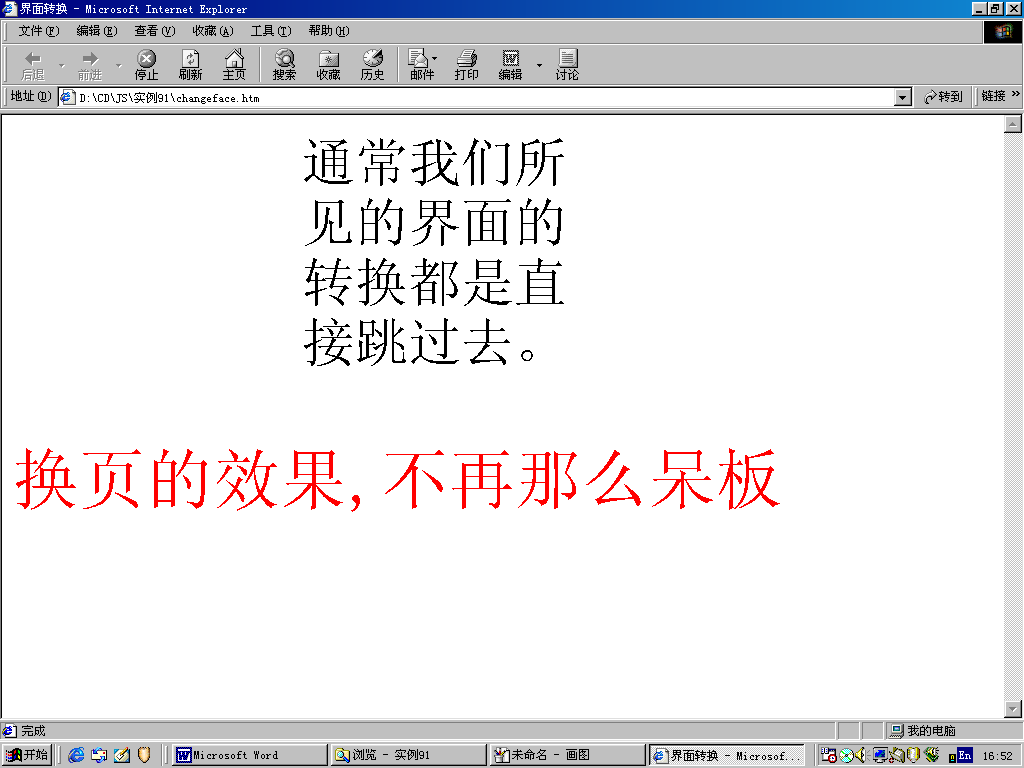 界面转换 - Microsoft Internet Explorer
文件(F) 编辑(E) 查看(V) 收藏(A) 工具(T) 帮助(H)
后退 前进 停止 刷新 主页 搜索 收藏 历史 邮件 打印 编辑 讨论
地址(D) D:\CD\JS\实例91\changeface.htm 转到 链接 »
通常我们所
见的界面的
转换都是直
接跳过去。
换页的效果,不再那么呆板
完成 我的电脑
开始 Microsoft Word 浏览 - 实例91 未命名 - 画图 界面转换 - Microsof... En 16:52